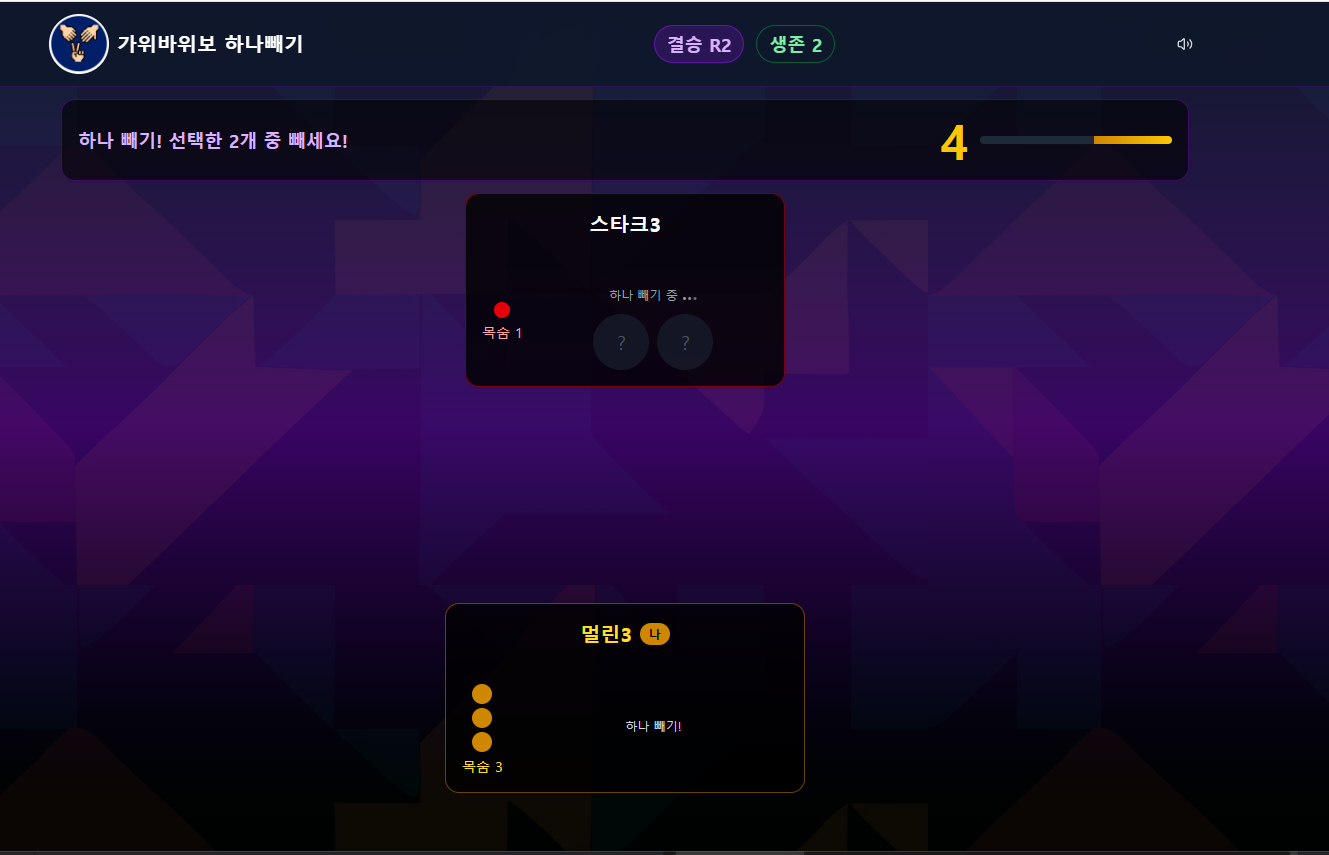 가위바위보 하나빼기
결승 R2
생존 2
하나 빼기! 선택한 2개 중 빼세요!
4
스타크3
하나 빼기 중 •••
목숨 1
?
?
멀린3
나
하나 빼기!
목숨 3